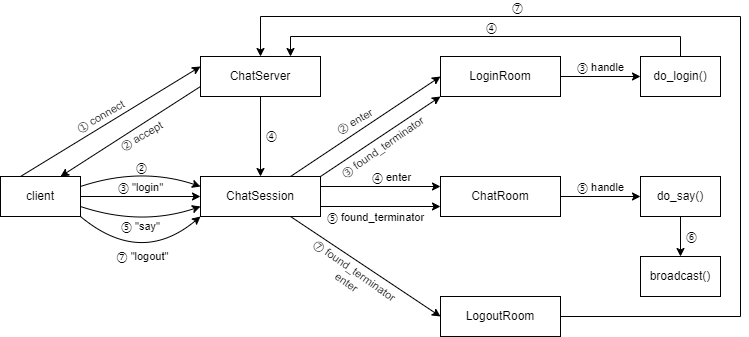 ⑦
④
ChatServer
LoginRoom
③ handle
do_login()
① connect
② accept
④
② enter
③ found_terminator
②
③ "login"
client
ChatSession
④ enter
ChatRoom
⑤ handle
do_say()
⑤ found_terminator
⑤ "say"
⑦ "logout"
⑥
⑦ found_terminator
enter
broadcast()
LogoutRoom